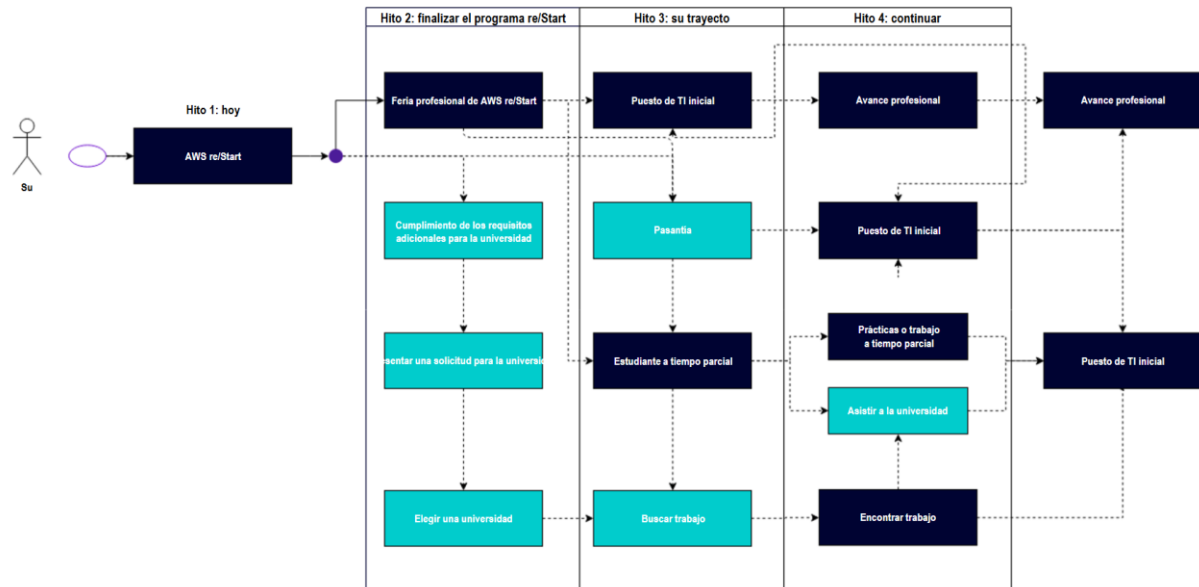 Hito 2: finalizar el programa re/Start
Hito 3: su trayecto
Hito 4: continuar
Hito 1: hoy
Su
AWS re/Start
Feria profesional de AWS re/Start
Puesto de TI inicial
Avance profesional
Avance profesional
Cumplimiento de los requisitos
adicionales para la universidad
Pasantía
Puesto de TI inicial
una solicitud para la
Estudiante a tiempo parcial
Prácticas o trabajo
a tiempo parcial
Asistir a la universidad
Puesto de TI inicial
Elegir una universidad
Buscar trabajo
Encontrar trabajo